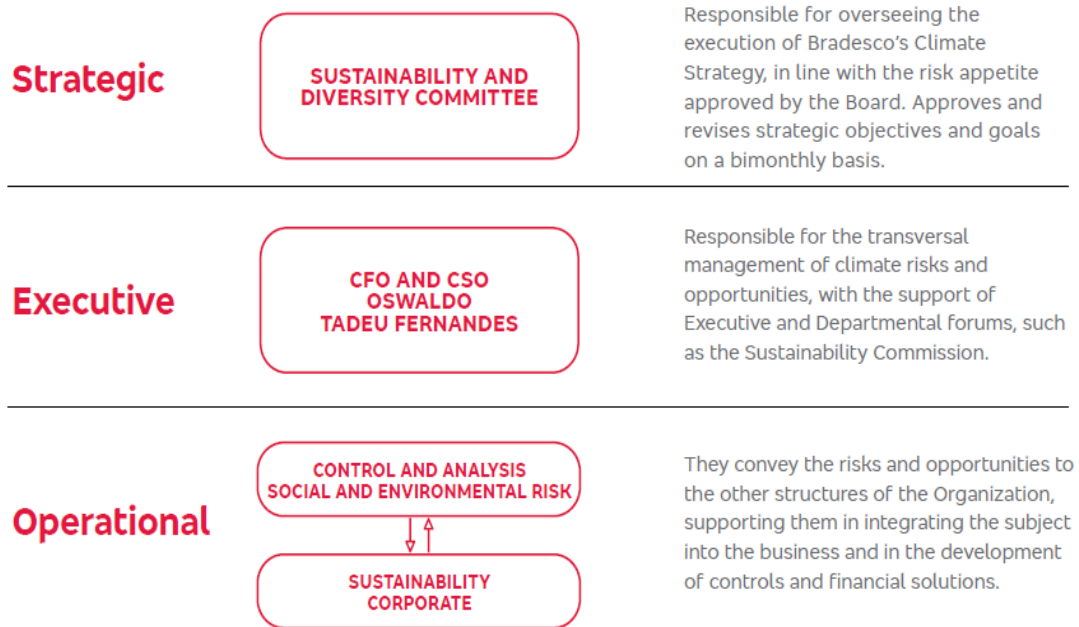 Strategic
SUSTAINABILITY AND
DIVERSITY COMMITTEE
Responsible for overseeing the
execution of Bradesco's Climate
Strategy, in line with the risk appetite
approved by the Board. Approves and
revises strategic objectives and goals
on a bimonthly basis.
Executive
CFO AND CSO
OSWALDO
TADEU FERNANDES
Responsible for the transversal
management of climate risks and
opportunities, with the support of
Executive and Departmental forums, such
as the Sustainability Commission.
Operational
CONTROL AND ANALYSIS
SOCIAL AND ENVIRONMENTAL RISK
SUSTAINABILITY
CORPORATE
They convey the risks and opportunities to
the other structures of the Organization,
supporting them in integrating the subject
into the business and in the development
of controls and financial solutions.